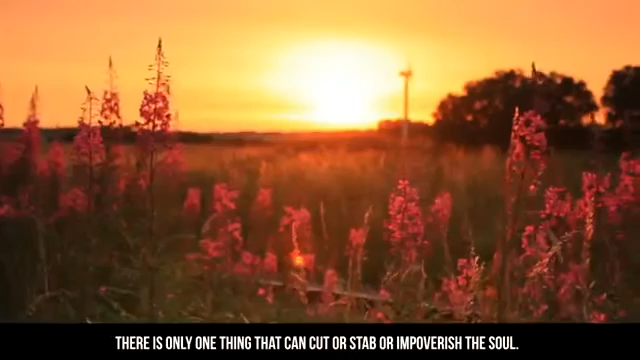 THERE IS ONLY ONE THING THAT CAN CUT OR STAB OR IMPOVERISH THE SOUL.